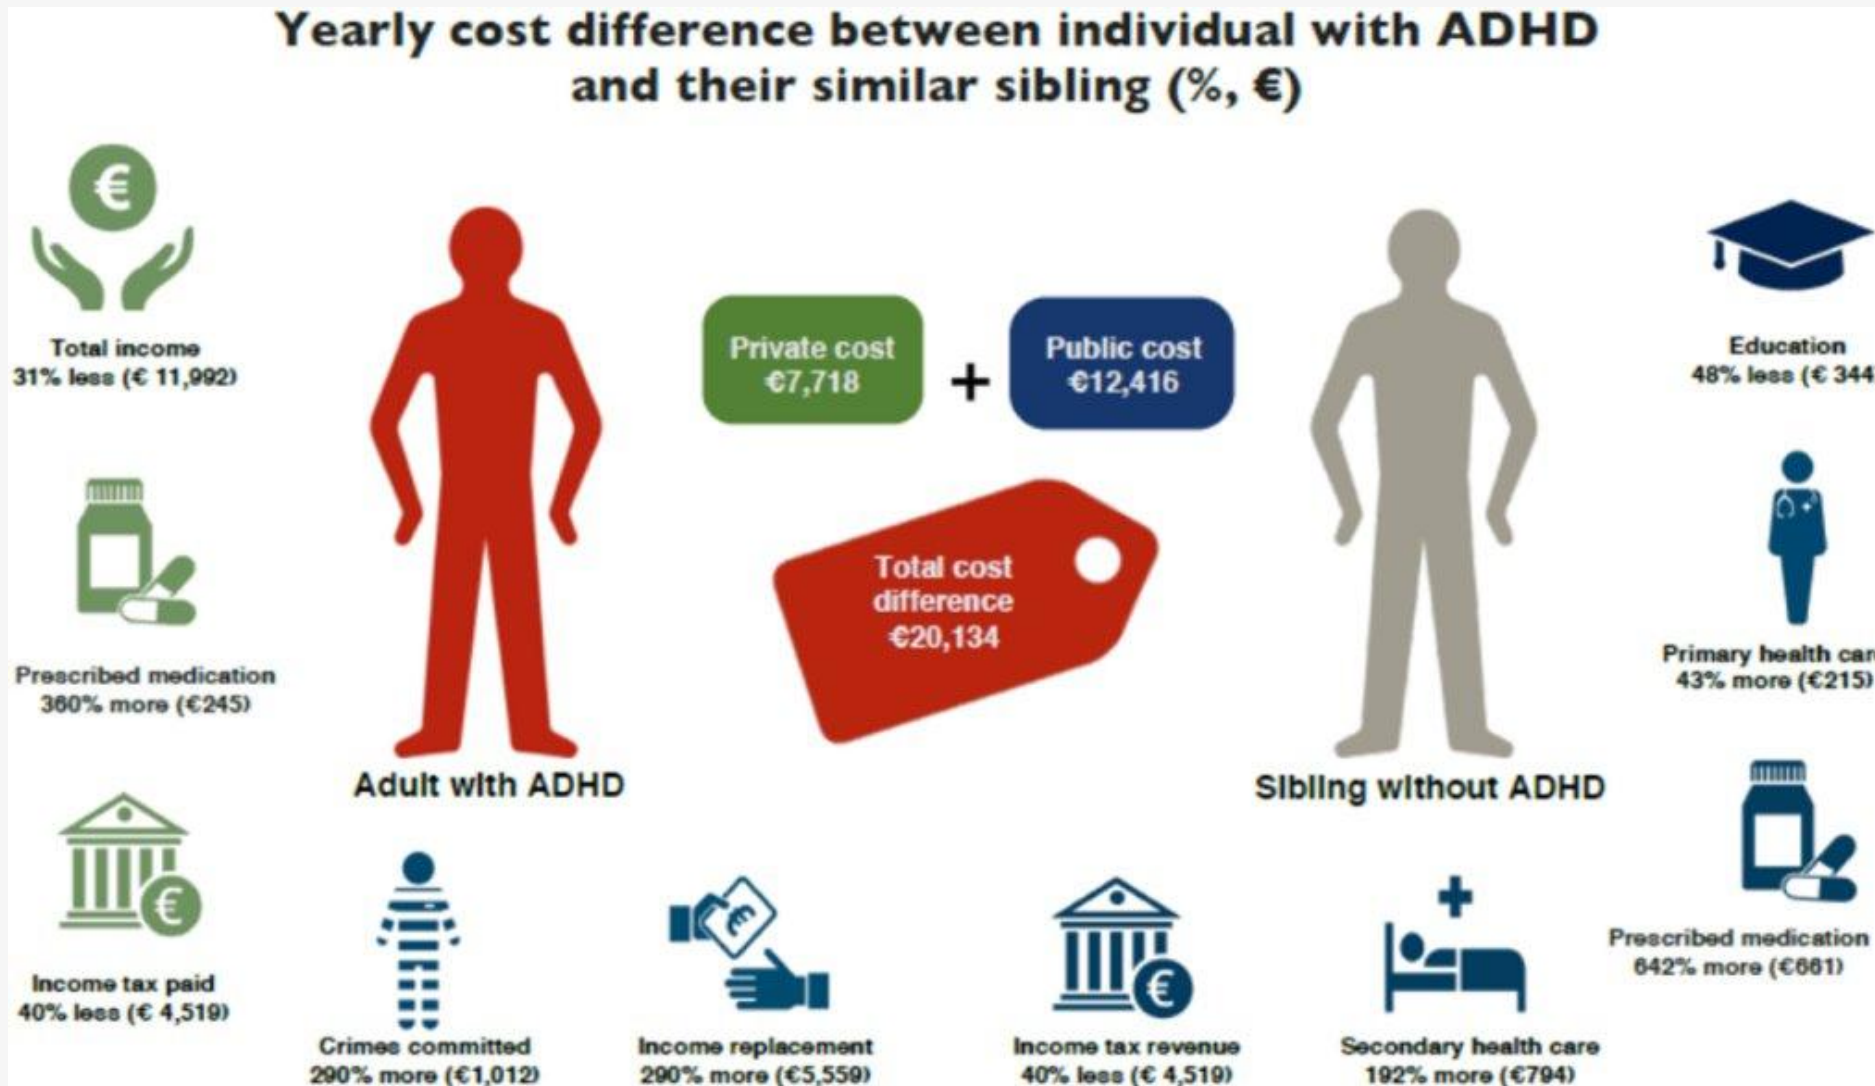 Yearly cost difference between individual with ADHD
and their similar sibling (%, €)
€
Total income
31% less (€ 11,992)
Prescribed medication
360% more (€245)
€
Income tax paid
40% less (€ 4,519)
Private cost
€7,718
+
Public cost
€12,416
Total cost
difference
€20,134
Adult with ADHD
Sibling without ADHD
Education
48% less (€ 344
Primary health car
43% more (€215)
Prescribed medication
642% more (€661)
Crimes committed
290% more (€1,012)
€
Income replacement
290% more (€5,559)
€
Income tax revenue
40% less (€ 4,519)
Secondary health care
192% more (€794)